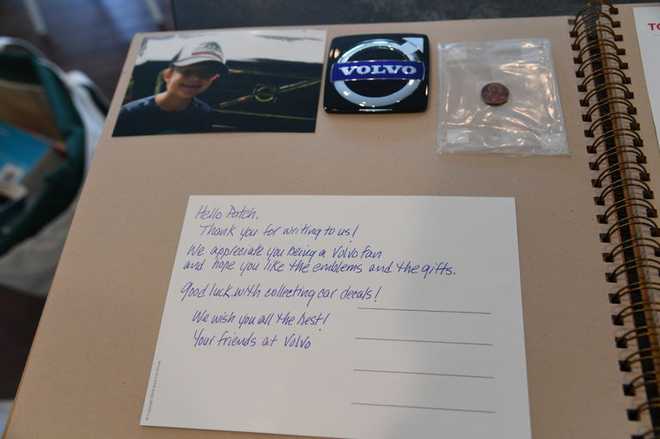 VOLVO
TO
Hello Patch,
Thank you for writing to us!
We appreciate you being a Volvo fan
and hope you like the emblems and the gifts.
Good luck with collecting car decals!
We wish you all the best!
Your friends at Volvo